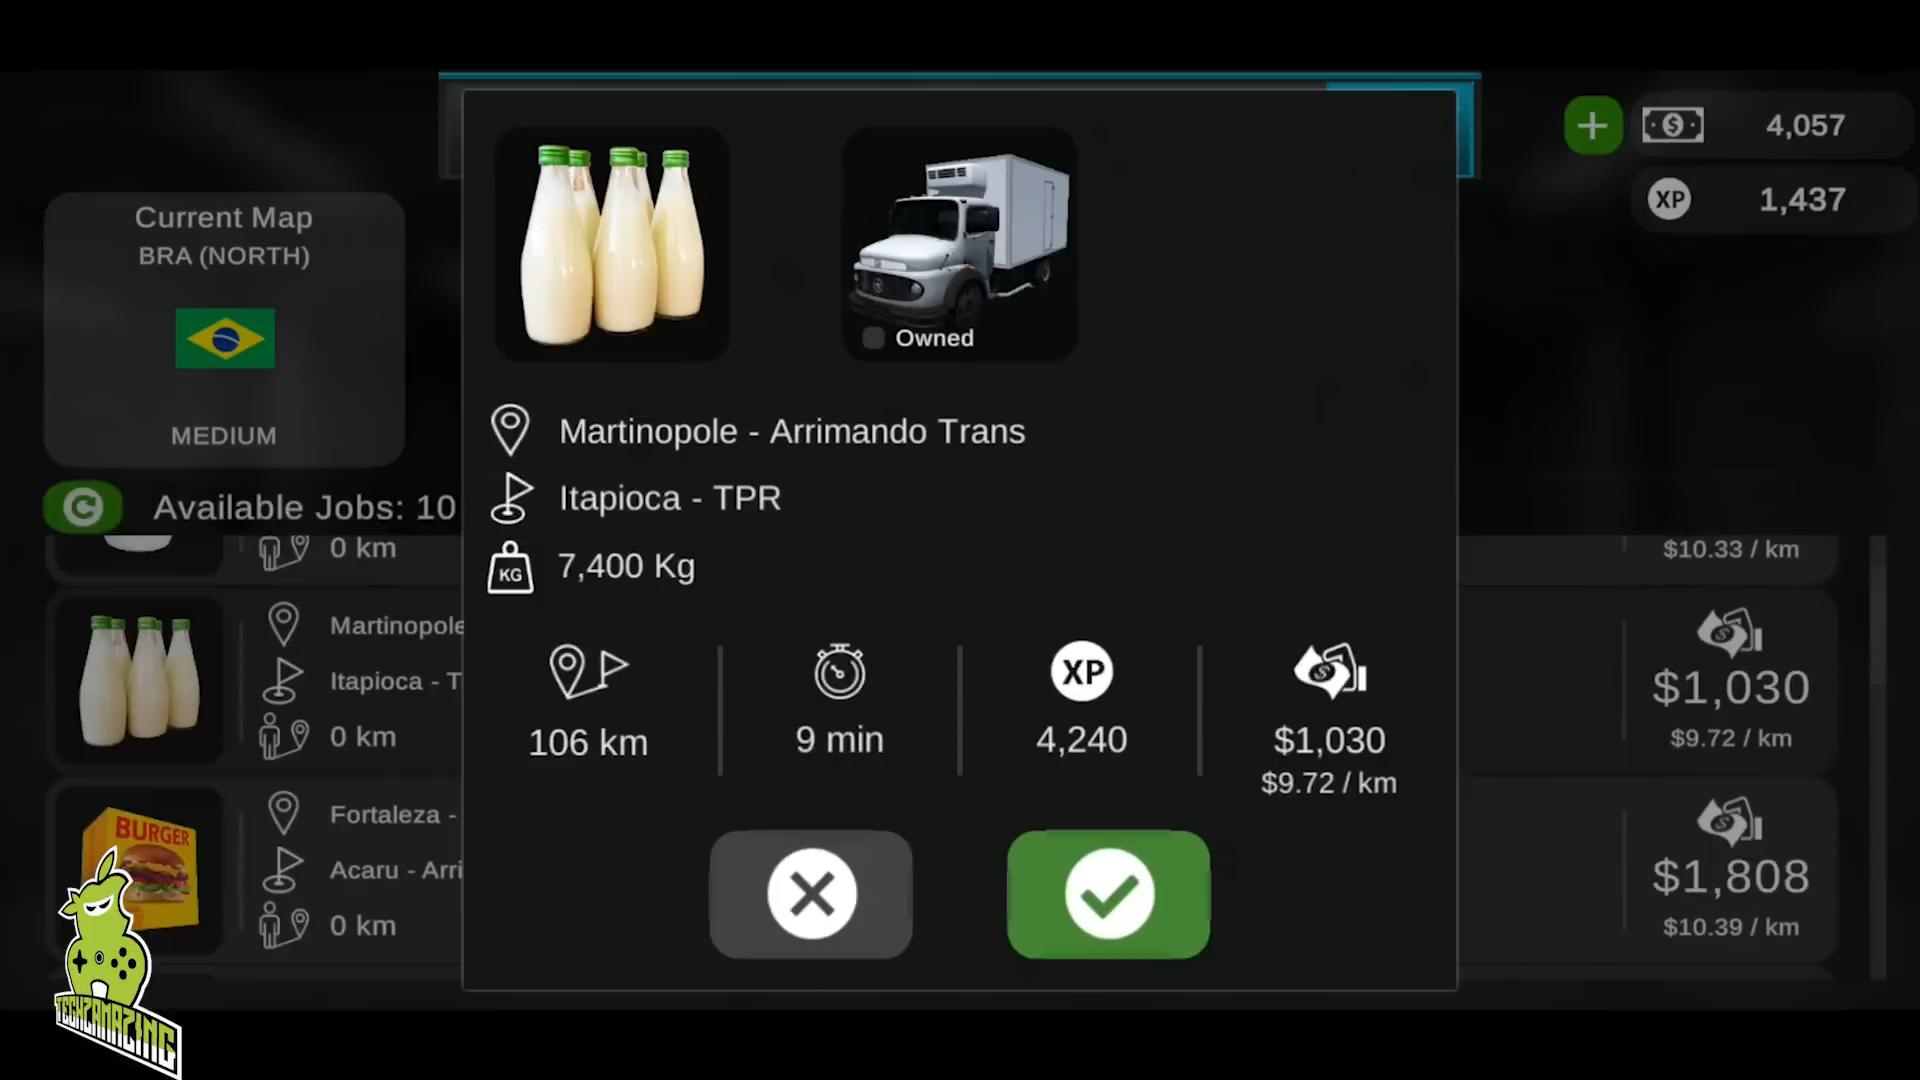 4,057
XP
1,437
Current Map
BRA (NORTH)
MEDIUM
Available Jobs: 10
0 km
$10.33 / km
Martinopole
Itapioca - T
0 km
$1,030
$9.72 / km
BURGER
Fortaleza -
Acaru - Arri
0 km
$1,808
$10.39 / km
Owned
Martinopole - Arrimando Trans
Itapioca - TPR
KG
7,400 Kg
106 km
9 min
XP
4,240
$1,030
$9.72 / km
TECHZAMAZING